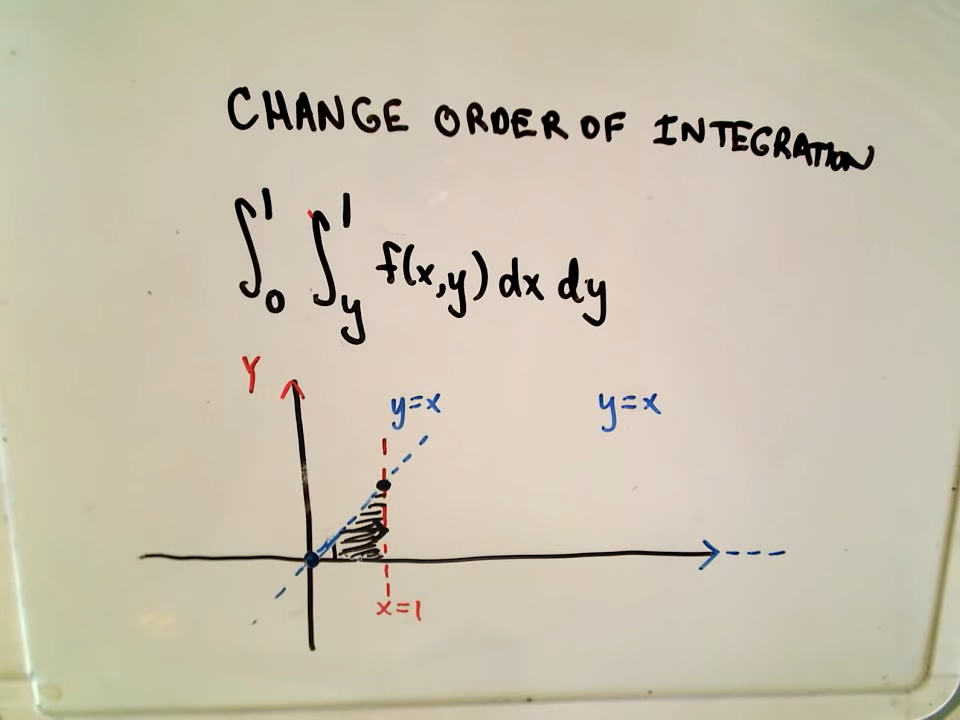 CHANGE ORDER OF INTEGRATION
∫₀¹ ∫ᵧ¹ f(x,y) dx dy
Y
y=x y=x
x=1